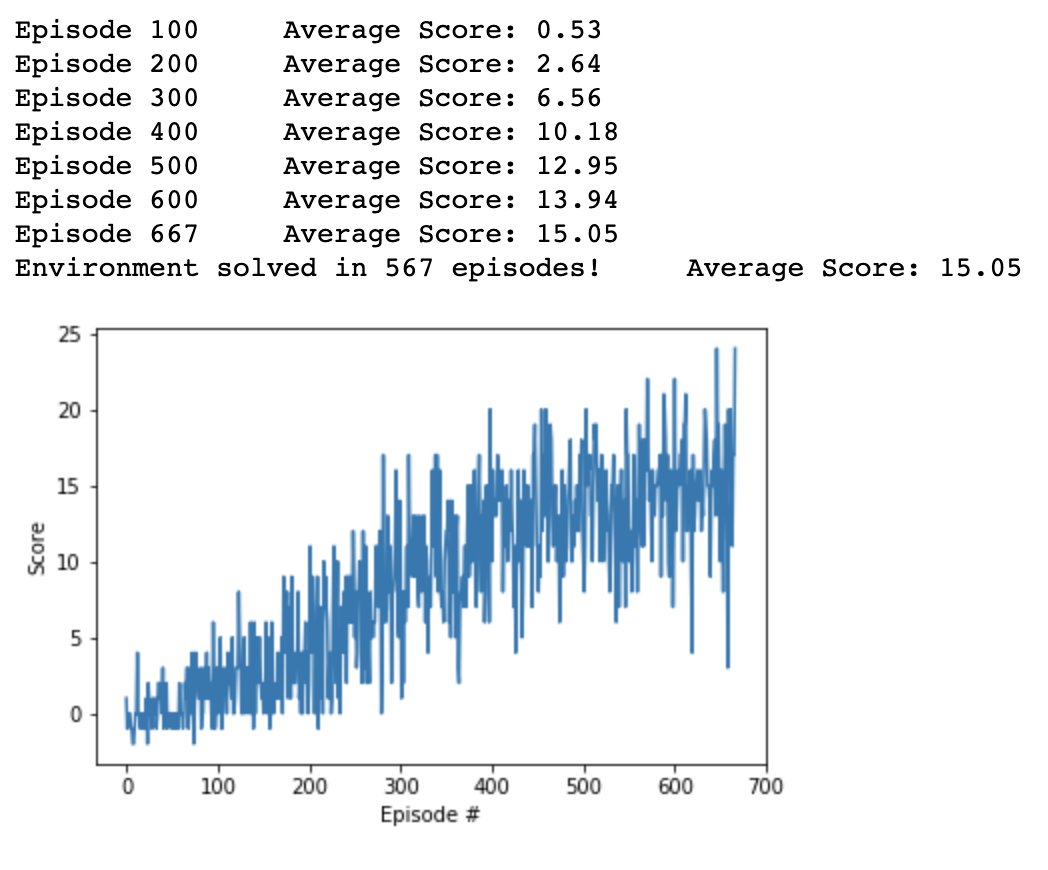 Episode 100 Average Score: 0.53
Episode 200 Average Score: 2.64
Episode 300 Average Score: 6.56
Episode 400 Average Score: 10.18
Episode 500 Average Score: 12.95
Episode 600 Average Score: 13.94
Episode 667 Average Score: 15.05
Environment solved in 567 episodes! Average Score: 15.05
25
20
15
10
5
0
Score
0 100 200 300 400 500 600 700
Episode #